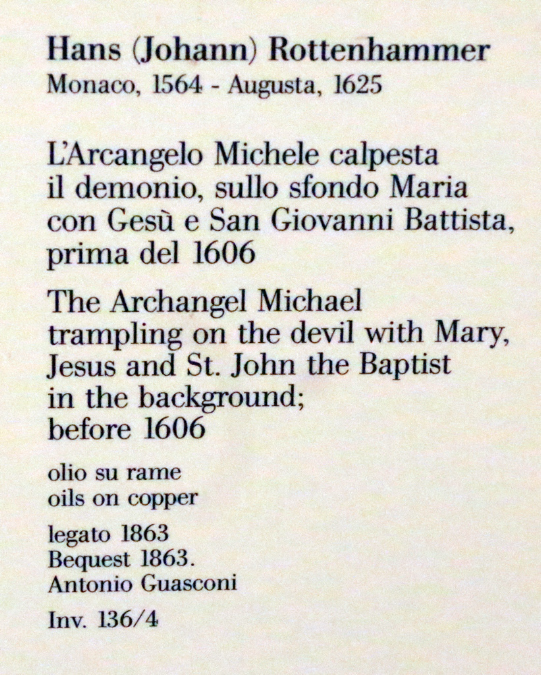 Hans (Johann) Rottenhammer
Monaco, 1564 - Augusta, 1625
L'Arcangelo Michele calpesta
il demonio, sullo sfondo Maria
con Gesù e San Giovanni Battista,
prima del 1606
The Archangel Michael
trampling on the devil with Mary,
Jesus and St. John the Baptist
in the background;
before 1606
olio su rame
oils on copper
legato 1863
Bequest 1863.
Antonio Guasconi
Inv. 136/4